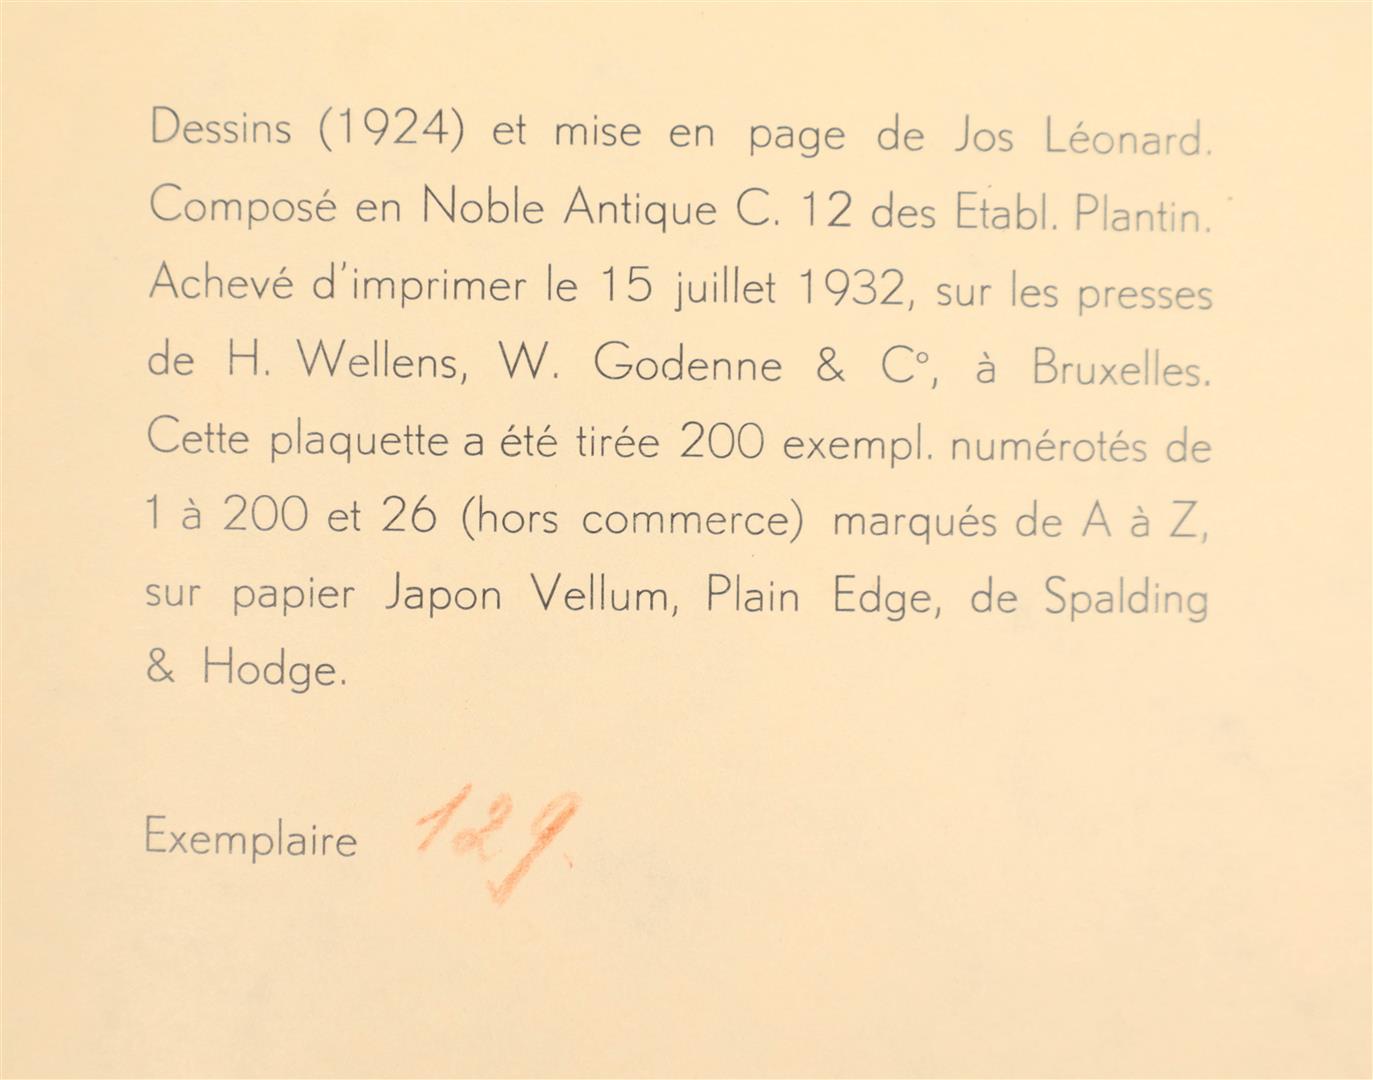 Dessins (1924) et mise en page de Jos Léonard.
Composé en Noble Antique C. 12 des Etabl. Plantin.
Achevé d'imprimer le 15 juillet 1932, sur les presses
de H. Wellens, W. Godenne & C°, à Bruxelles.
Cette plaquette a été tirée 200 exempl. numérotés de
1 à 200 et 26 (hors commerce) marqués de A à Z,
sur papier Japon Vellum, Plain Edge, de Spalding
& Hodge.
Exemplaire 129.